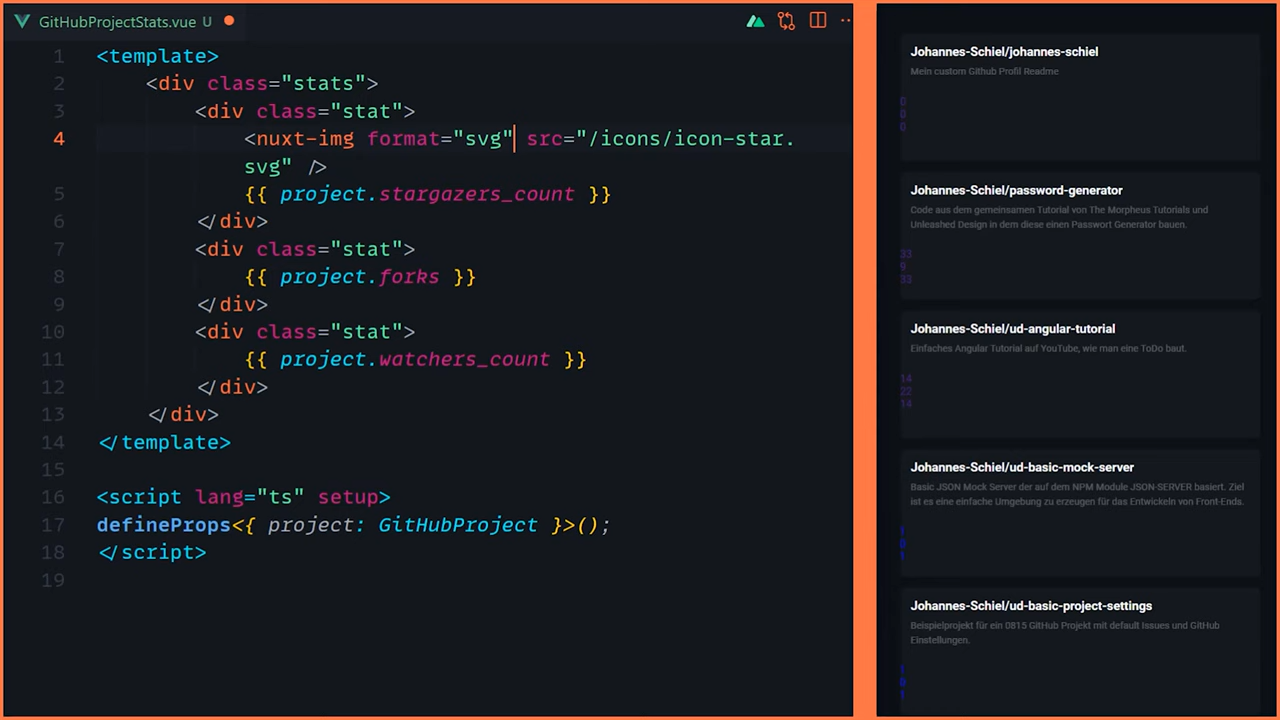 GitHubProjectStats.vue U
1 <template>
2 <div class="stats">
3 <div class="stat">
4 <nuxt-img format="svg" src="/icons/icon-star.
svg" />
5 {{ project.stargazers_count }}
6 </div>
7 <div class="stat">
8 {{ project.forks }}
9 </div>
10 <div class="stat">
11 {{ project.watchers_count }}
12 </div>
13 </div>
14 </template>
15
16 <script lang="ts" setup>
17 defineProps<{ project: GitHubProject }>();
18 </script>
19
Johannes-Schiel/johannes-schiel
Mein custom Github Profil Readme
0
0
0
Johannes-Schiel/password-generator
Code aus dem gemeinsamen Tutorial von The Morpheus Tutorials und
Unleashed Design in dem diese einen Passwort Generator bauen.
33
9
33
Johannes-Schiel/ud-angular-tutorial
Einfaches Angular Tutorial auf YouTube, wie man eine ToDo baut.
14
22
14
Johannes-Schiel/ud-basic-mock-server
Basic JSON Mock Server der auf dem NPM Module JSON-SERVER basiert. Ziel
ist es eine einfache Umgebung zu erzeugen für das Entwickeln von Front-Ends.
Johannes-Schiel/ud-basic-project-settings
Beispielprojekt für ein 0815 GitHub Projekt mit default Issues und GitHub
Einstellungen.